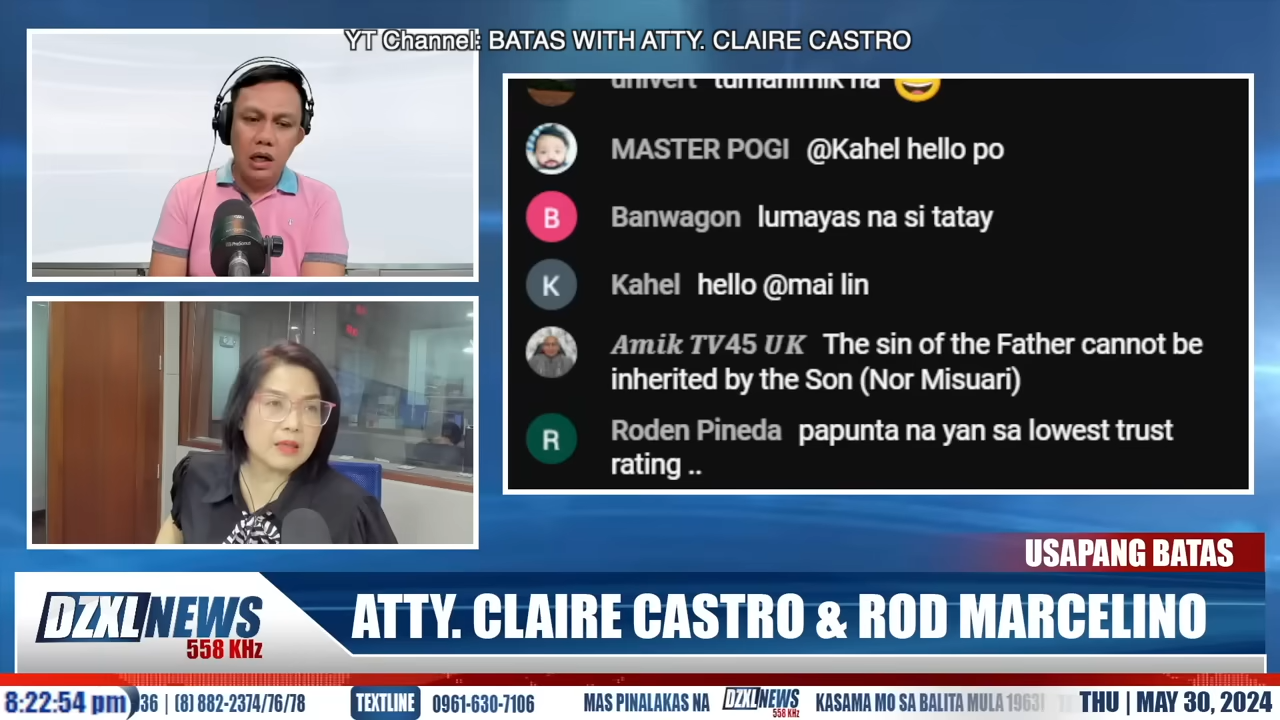 YT Channel: BATAS WITH ATTY. CLAIRE CASTRO
univert tumahimik na
MASTER POGI @Kahel hello po
B Banwagon lumayas na si tatay
K Kahel hello @mai lin
Amik TV45 UK The sin of the Father cannot be
inherited by the Son (Nor Misuari)
R Roden Pineda papunta na yan sa lowest trust
rating ..
USAPANG BATAS
DZXL NEWS
558 KHz
ATTY. CLAIRE CASTRO & ROD MARCELINO
8:22:54 pm 36 | (8) 882-2374/76/78 TEXTLINE 0961-630-7106 MAS PINALAKAS NA DZXL NEWS 558 KHz KASAMA MO SA BALITA MULA 1963! THU | MAY 30, 2024